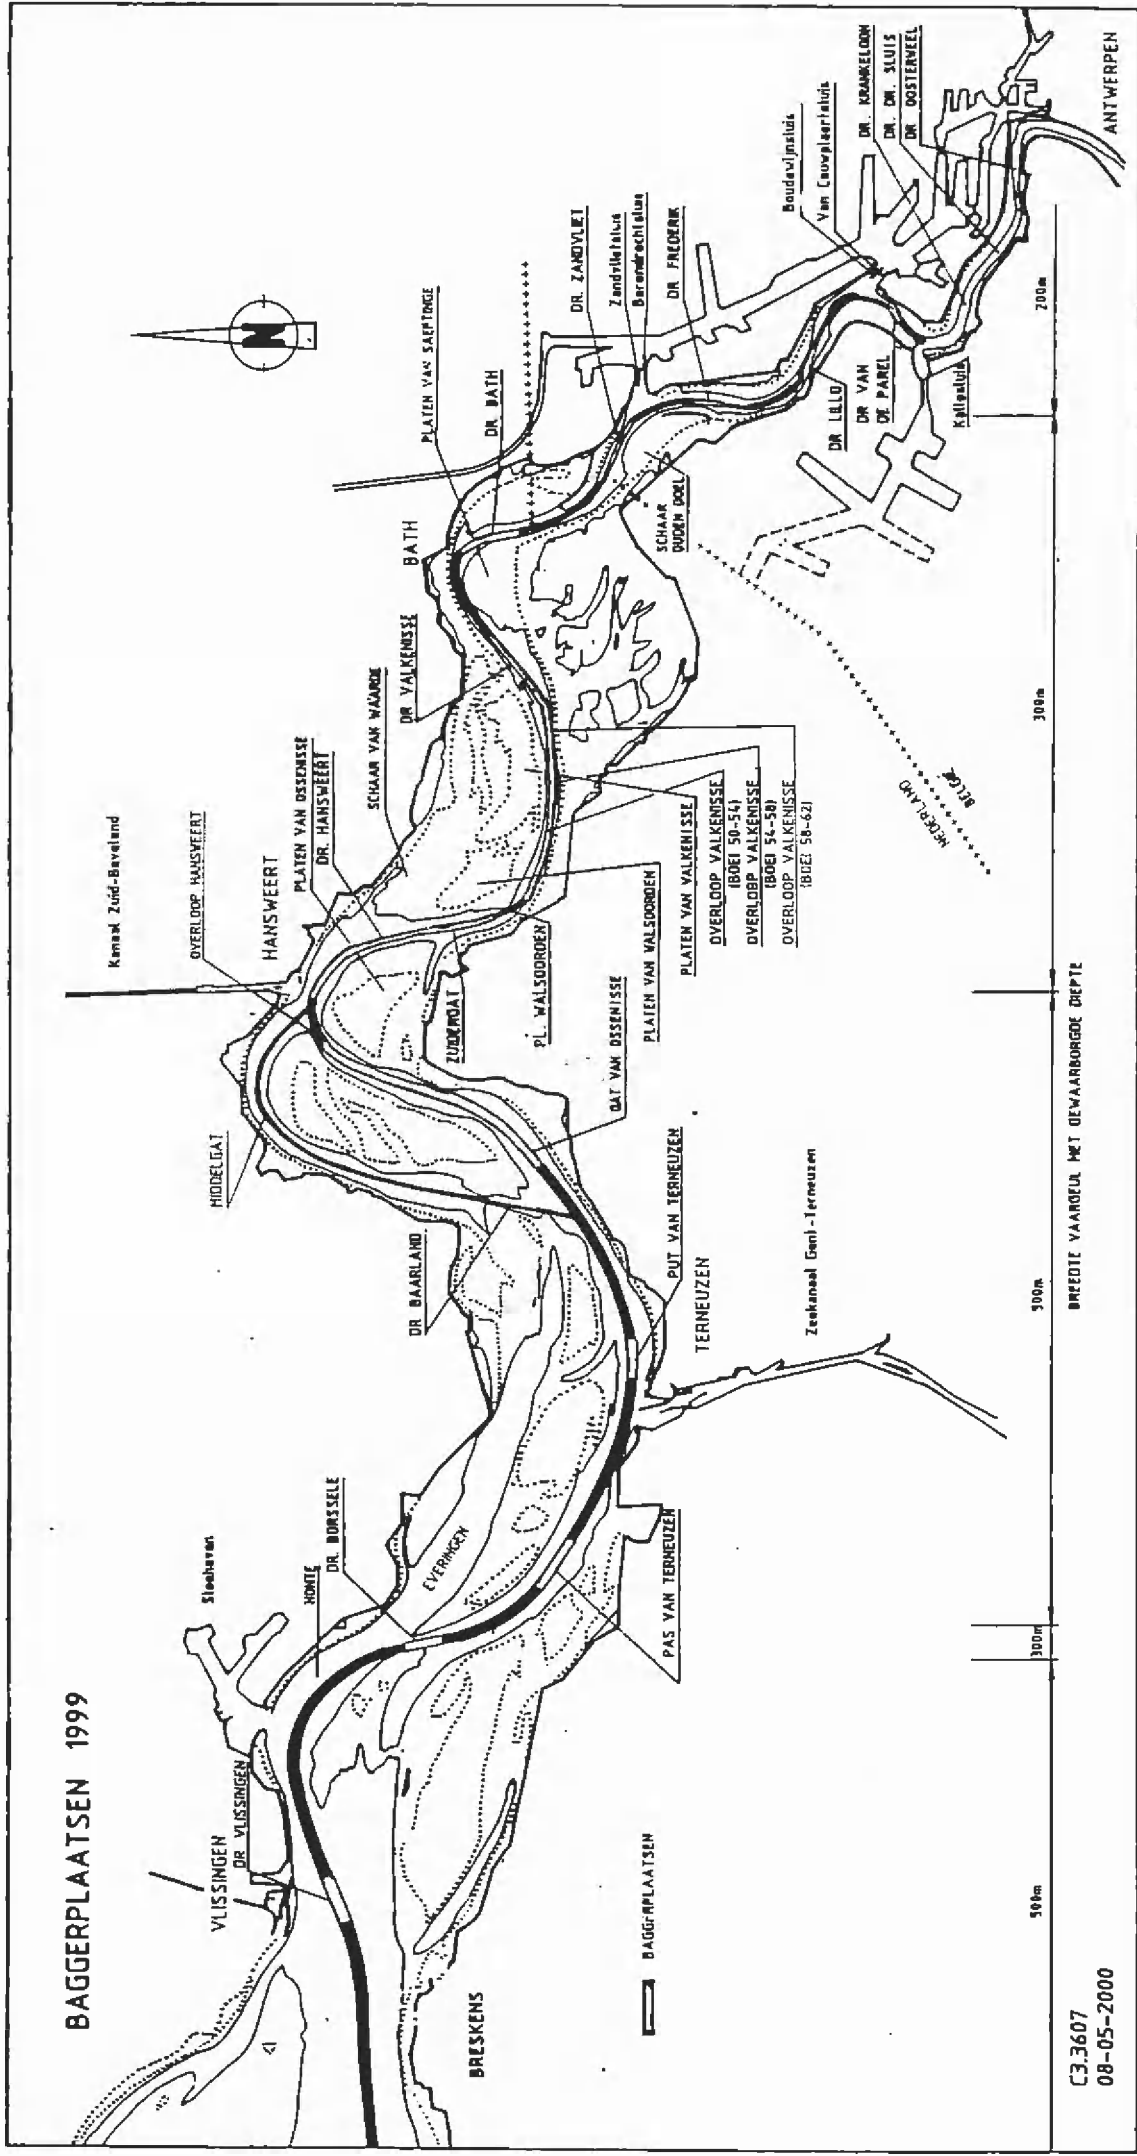 BAGGERPLAATSEN 1999
VLISSINGEN
DR VLISSINGEN
Sloehaven
HONTE
DR. BORSSELE
EVERINGEN
BRESKENS
BAGGERPLAATSEN
PAS VAN TERNEUZEN
DR BAARLAND
MIDDELGAT
PUT VAN TERNEUZEN
TERNEUZEN
Zeekanaal Gent-Terneuzen
GAT VAN OSSENISSE
Kanaal Zuid-Beveland
OVERLOOP HANSWEERT
HANSWEERT
PLATEN VAN OSSENISSE
DR. HANSWEERT
ZUIDERGAT
PL. WALSOORDEN
PLATEN VAN WALSOORDEN
SCHAAR VAN WAARDE
DR VALKENISSE
PLATEN VAN VALKENISSE
OVERLOOP VALKENISSE
(BOEI 50-54)
OVERLOOP VALKENISSE
(BOEI 54-58)
OVERLOOP VALKENISSE
(BOEI 58-62)
BATH
PLATEN VAN SAEFTINGE
DR BATH
NEDERLAND
BELGIE
SCHAAR
OUDEN DOEL
DR. ZANDVLIET
Zandvlietsluis
Berendrechtsluis
DR FREDERIK
DR LILLO
DR VAN
DE PAREL
Kallosluis
Boudewijnsluis
Van Cauwelaertsluis
DR. KRANKELOON
DR. DR. SLUIS
DR OOSTERWEEL
ANTWERPEN
N
500m
300m
500m
300m
200m
BREEDTE VAARGEUL MET GEWAARBORGDE DIEPTE
C3.3607
08-05-2000